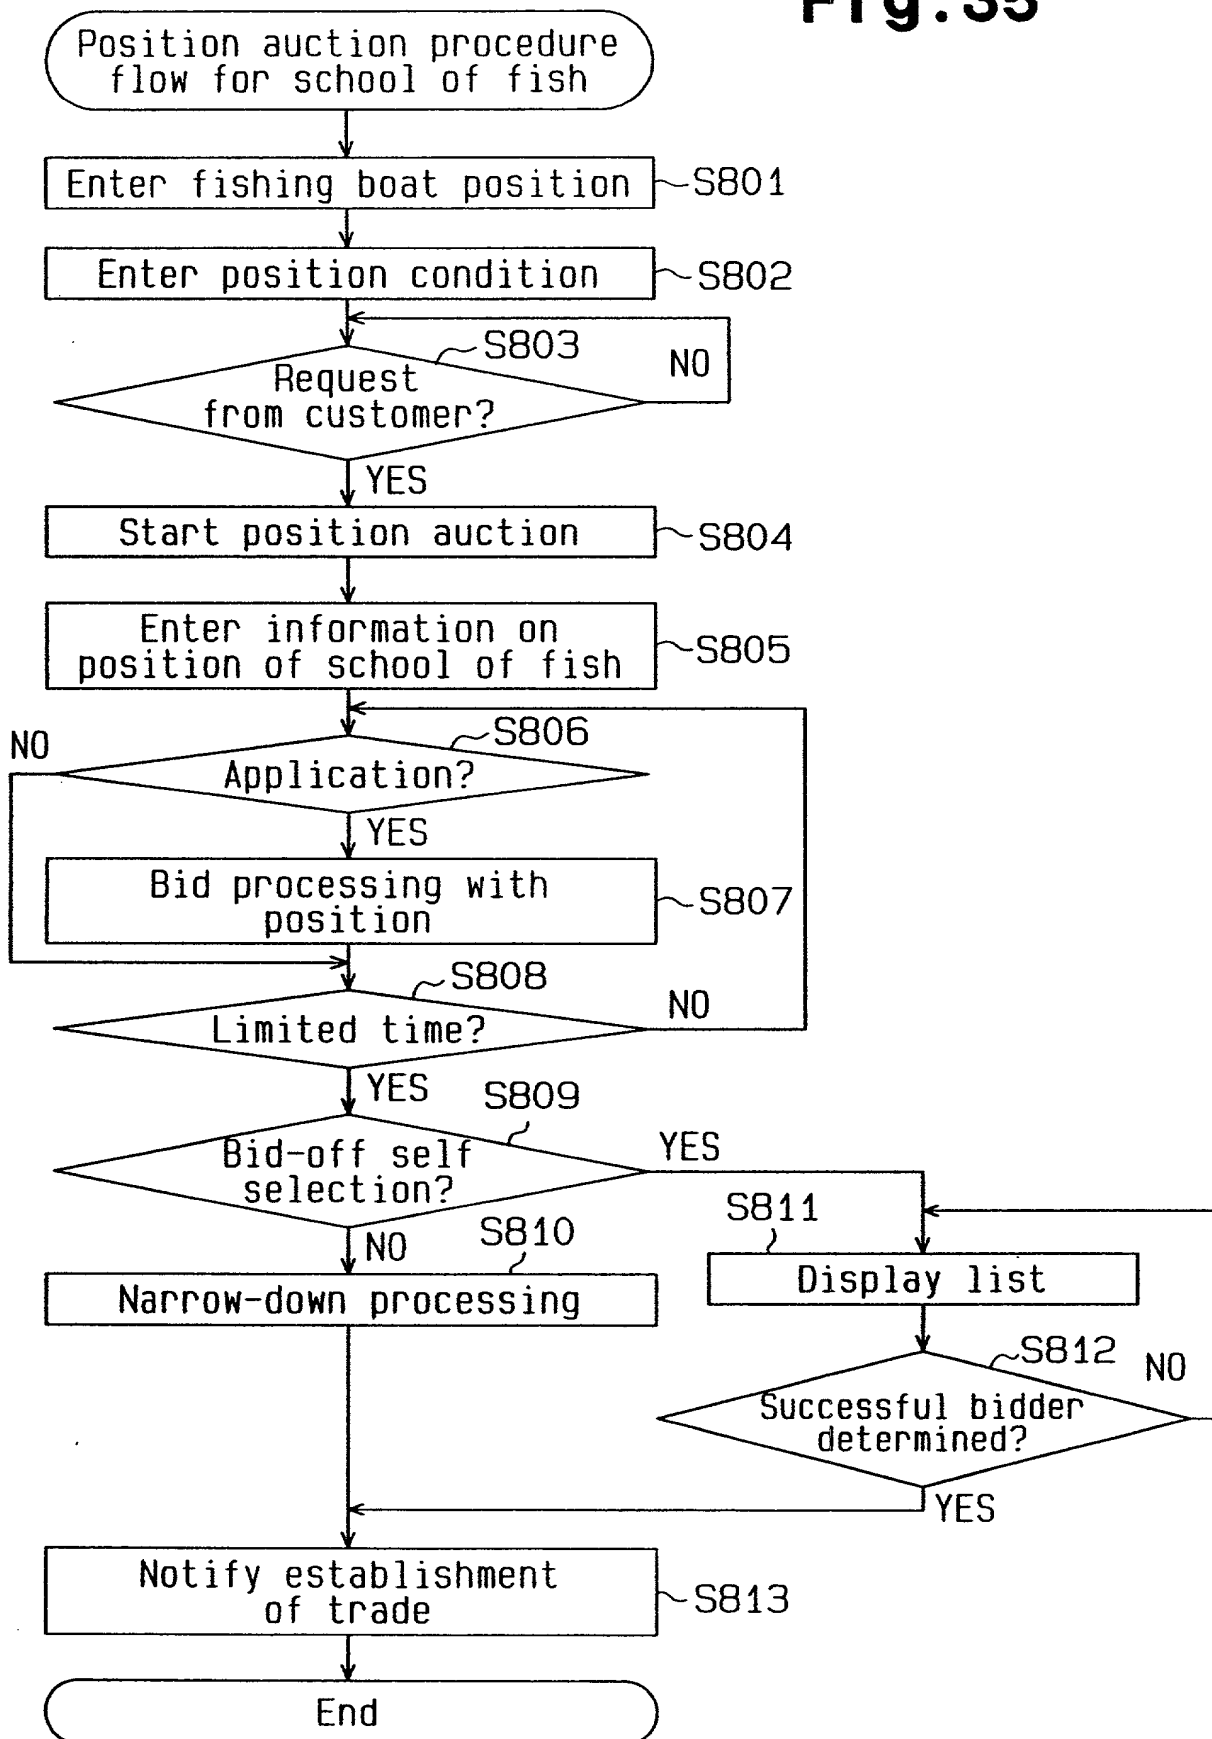 Fig.35
Position auction procedure
flow for school of fish
Enter fishing boat position
S801
Enter position condition
S802
S803
NO
Request
from customer?
YES
Start position auction
S804
Enter information on
position of school of fish
S805
NO
S806
Application?
YES
Bid processing with
position
S807
S808
NO
Limited time?
YES
S809
Bid-off self
selection?
YES
NO
S810
S811
Narrow-down processing
Display list
S812
NO
Successful bidder
determined?
YES
Notify establishment
of trade
S813
End